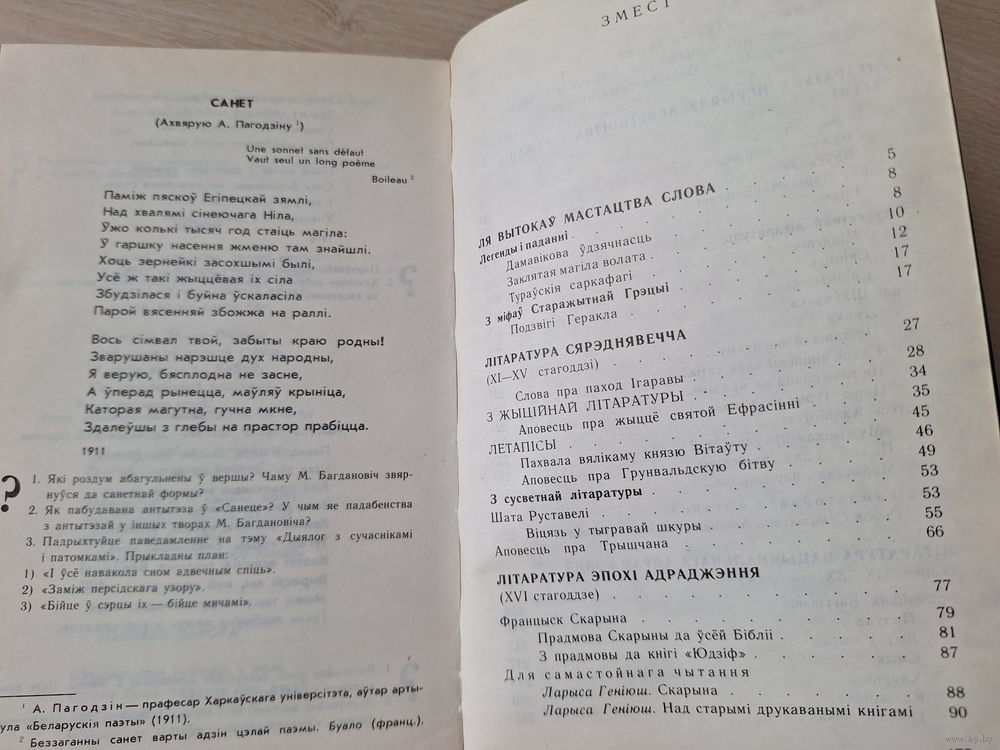 САНЕТ
(Ахвярую А. Пагодзіну ¹)
Une sonnet sans défaut
Vaut seul un long poème
Boileau ²
Паміж пяскоў Егіпецкай зямлі,
Над хвалямі сінеючага Ніла,
Ужо колькі тысяч год стаіць магіла:
У гаршку насення жменю там знайшлі.
Хоць зернейкі засохшымі былі,
Усё ж такі жыццёвая іх сіла
Збудзілася і буйна ўскаласіла
Парой вясенняй збожжа на раллі.
Вось сімвал твой, забыты краю родны!
Зварушаны нарэшце дух народны,
Я верую, бясплодна не засне,
А ўперад рынецца, маўляў крыніца,
Каторая магутна, гучна мкне,
Здалеўшы з глебы на прастор прабіцца.
1911
? 1. Які роздум абагульнены ў вершы? Чаму М. Багдановіч звяр-
нуўся да санетнай формы?
2. Як пабудавана антытэза ў «Санеце»? У чым яе падабенства
з антытэзай у іншых творах М. Багдановіча?
3. Падрыхтуйце паведамленне на тэму «Дыялог з сучаснікамі
і патомкамі». Прыкладны план:
1) «І ўсё навакола сном адвечным спіць».
2) «Заміж персідскага узору».
3) «Бійце ў сэрцы іх — бійце мячамі».
¹ А. Пагодзін — прафесар Харкаўскага універсітэта, аўтар арты-
ула «Беларускія паэты» (1911).
² Беззаганны санет варты адзін цэлай паэмы. Буало (франц.).
ЗМЕСТ
5
ЛЯ ВЫТОКАЎ МАСТАЦТВА СЛОВА . 8
Легенды і паданні . 8
Дамавікова ўдзячнасць 10
Заклятая магіла волата . 12
Тураўскія саркафагі . 17
З міфаў Старажытнай Грэцыі . 17
Подзвігі Геракла .
ЛІТАРАТУРА СЯРЭДНЯВЕЧЧА 27
(XI—XV стагоддзі) . 28
Слова пра паход Ігаравы . 34
З ЖЫЦІЙНАЙ ЛІТАРАТУРЫ . 35
Аповесць пра жыццё святой Ефрасінні . 45
ЛЕТАПІСЫ . 46
Пахвала вялікаму князю Вітаўту . 49
Аповесць пра Грунвальдскую бітву . 53
З сусветнай літаратуры . 53
Шата Руставелі . 55
Віцязь у тыгравай шкуры . 66
Аповесць пра Трышчана .
ЛІТАРАТУРА ЭПОХІ АДРАДЖЭННЯ
(XVI стагоддзе) . 77
Францыск Скарына . 79
Прадмова Скарыны да ўсёй Бібліі . 81
З прадмовы да кнігі «Юдзіф» . 87
Для самастойнага чытання
Ларыса Геніюш. Скарына . 88
Ларыса Геніюш. Над старымі друкаванымі кнігамі 90
www.ay.by